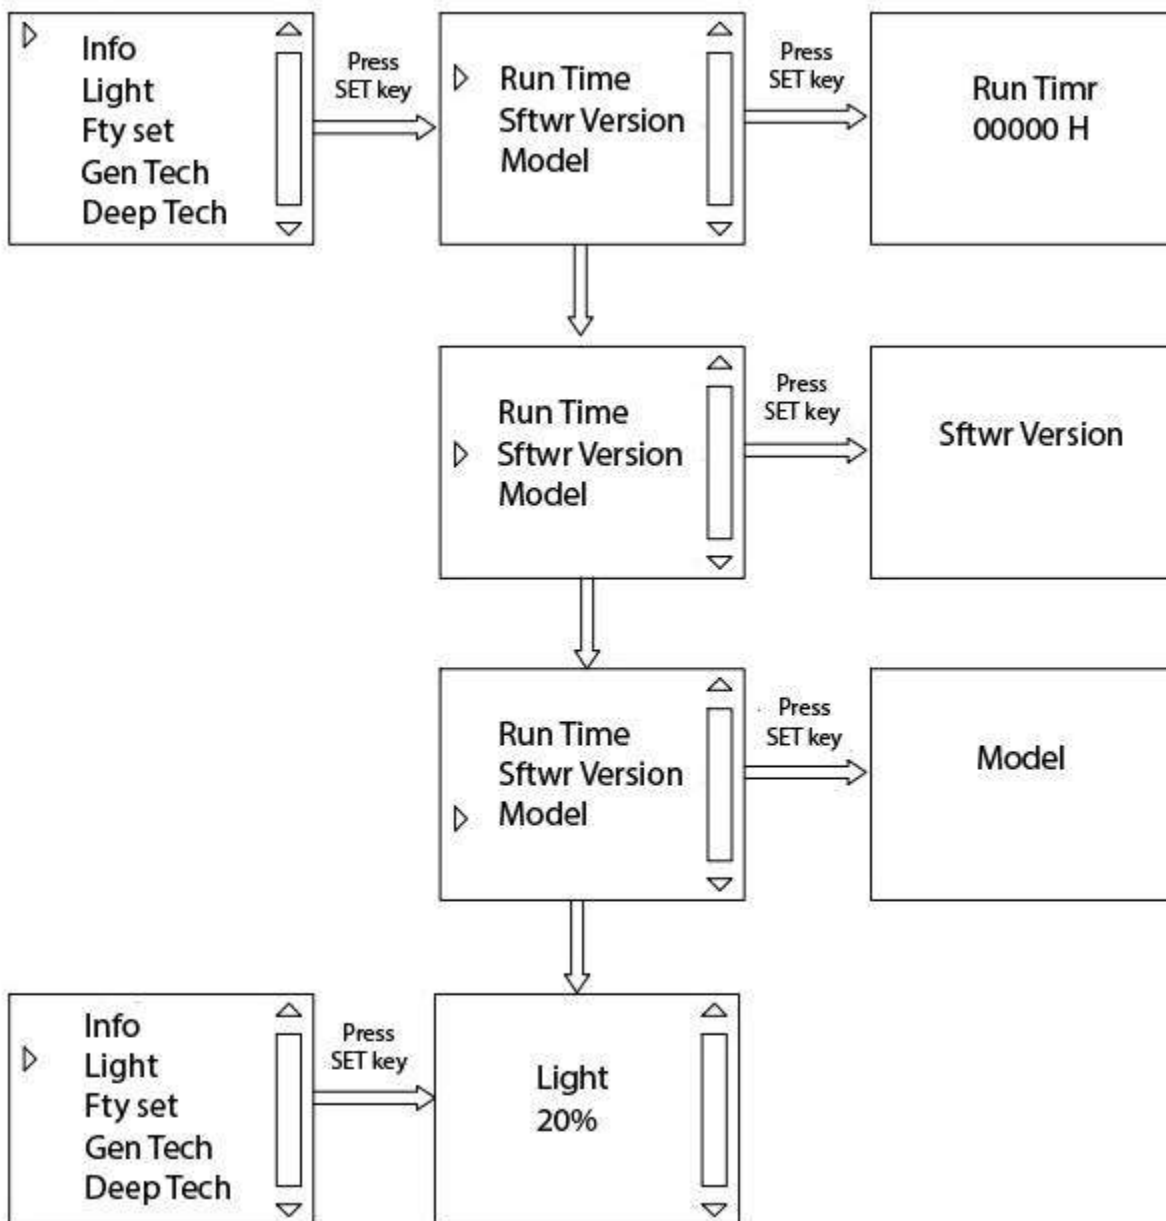 Info
Light
Fty set
Gen Tech
Deep Tech
Press
SET key
Run Time
Sftwr Version
Model
Press
SET key
Run Timr
00000 H
Run Time
Sftwr Version
Model
Press
SET key
Sftwr Version
Run Time
Sftwr Version
Model
Press
SET key
Model
Info
Light
Fty set
Gen Tech
Deep Tech
Press
SET key
Light
20%